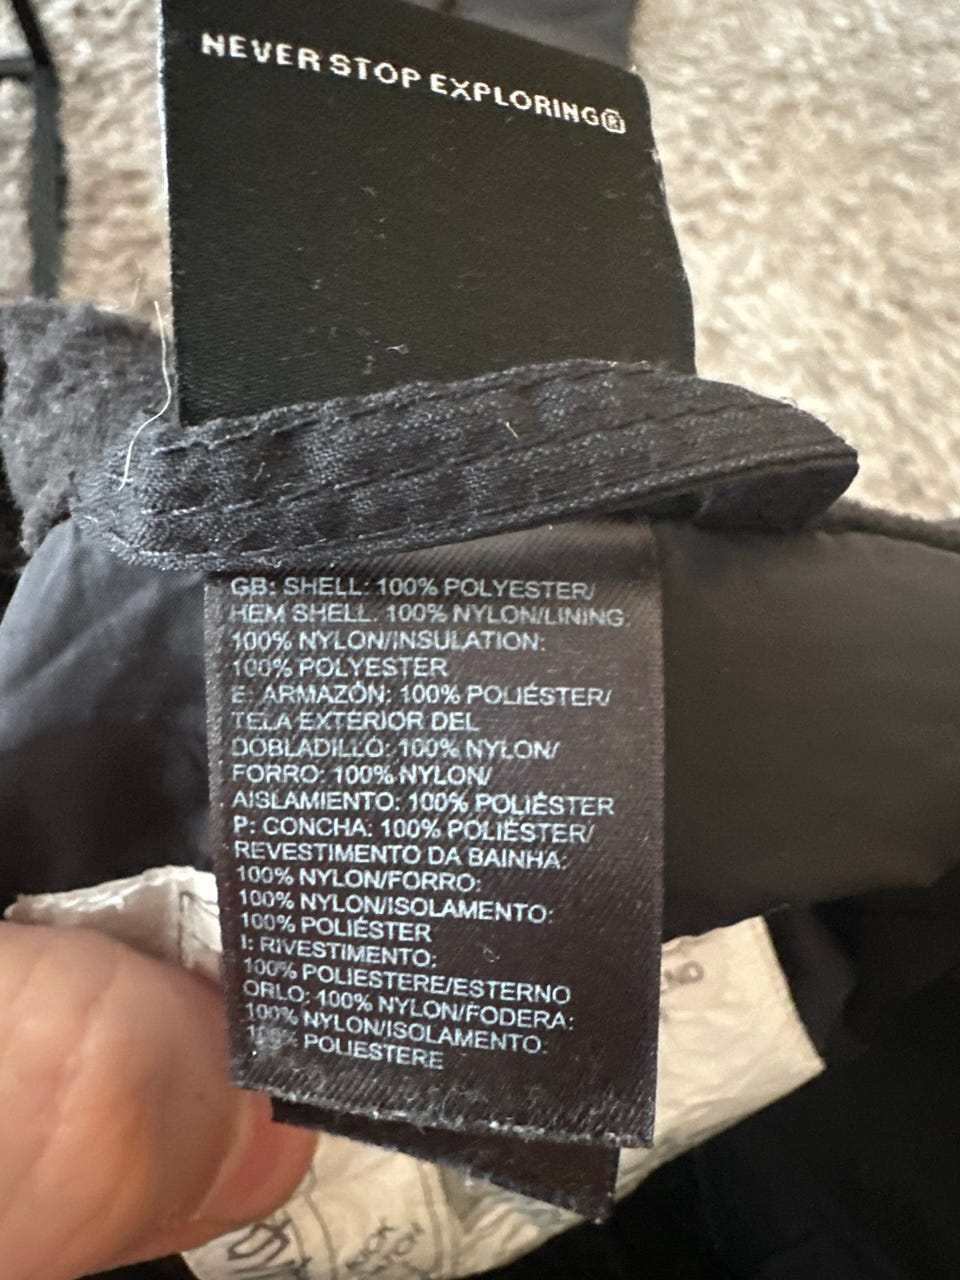 NEVER STOP EXPLORING®
GB: SHELL: 100% POLYESTER/
HEM SHELL: 100% NYLON/LINING:
100% NYLON/INSULATION:
100% POLYESTER
E: ARMAZÓN: 100% POLIÉSTER/
TELA EXTERIOR DEL
DOBLADILLO: 100% NYLON/
FORRO: 100% NYLON/
AISLAMIENTO: 100% POLIÉSTER
P: CONCHA: 100% POLIÉSTER/
REVESTIMENTO DA BAINHA:
100% NYLON/FORRO:
100% NYLON/ISOLAMENTO:
100% POLIÉSTER
I: RIVESTIMENTO:
100% POLIESTERE/ESTERNO
ORLO: 100% NYLON/FODERA:
100% NYLON/ISOLAMENTO:
100% POLIESTERE